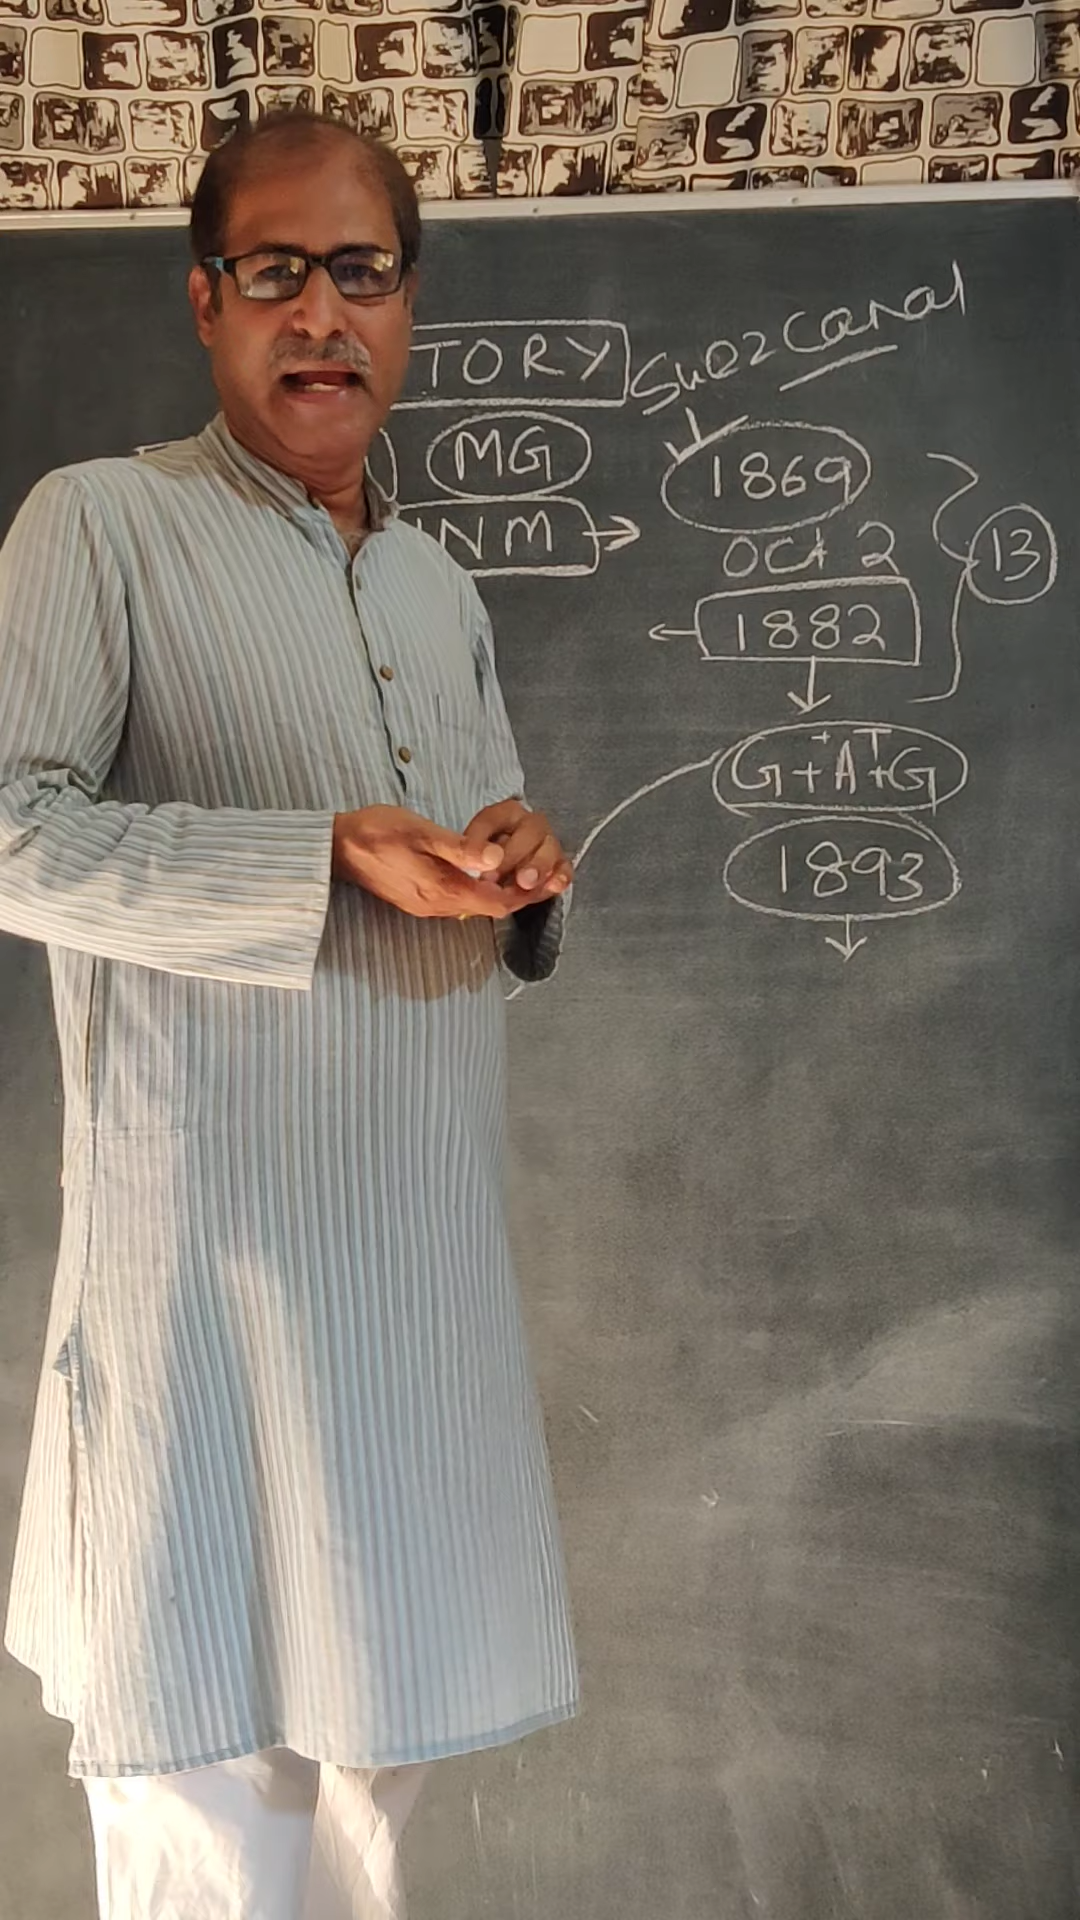 TORY
Suez Canal
MG
1869
NM
OCt 2
13
1882
G+A+G
+ T
1893